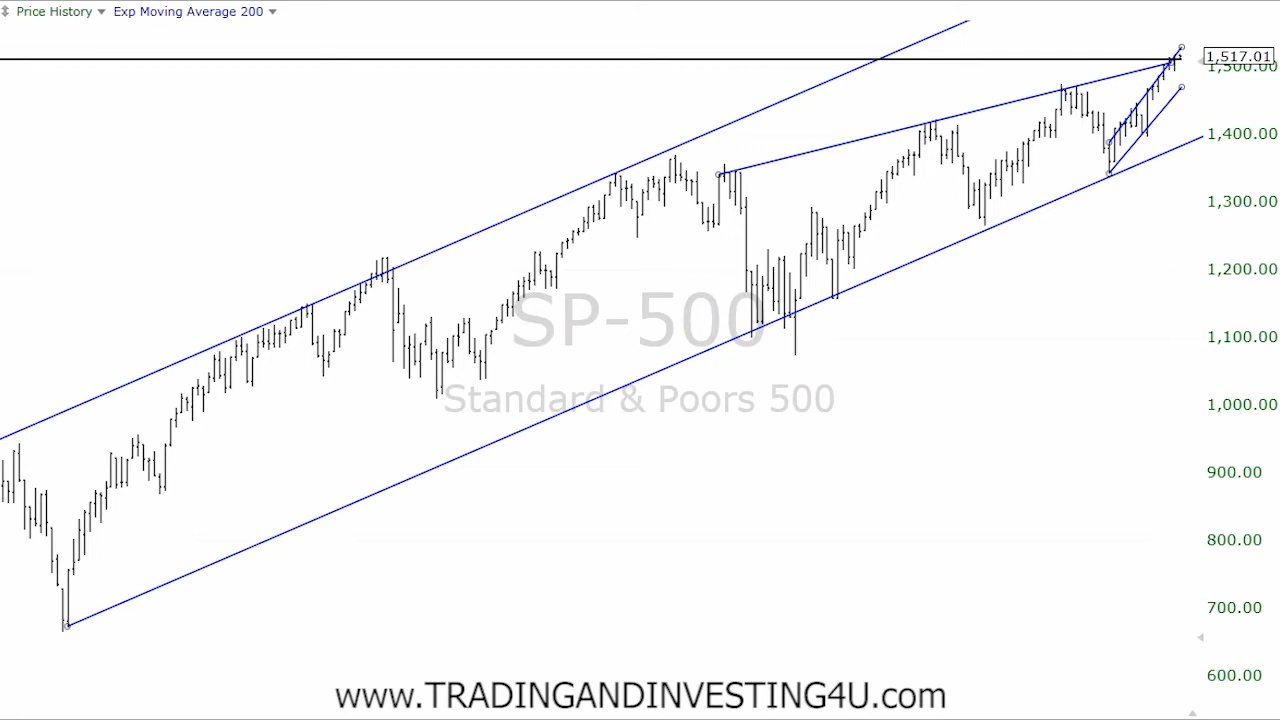 Price History Exp Moving Average 200
1,517.01
1,500.00
1,400.00
1,300.00
1,200.00
SP-500
1,100.00
Standard & Poors 500
1,000.00
900.00
800.00
700.00
600.00
www.TRADINGANDINVESTING4U.com